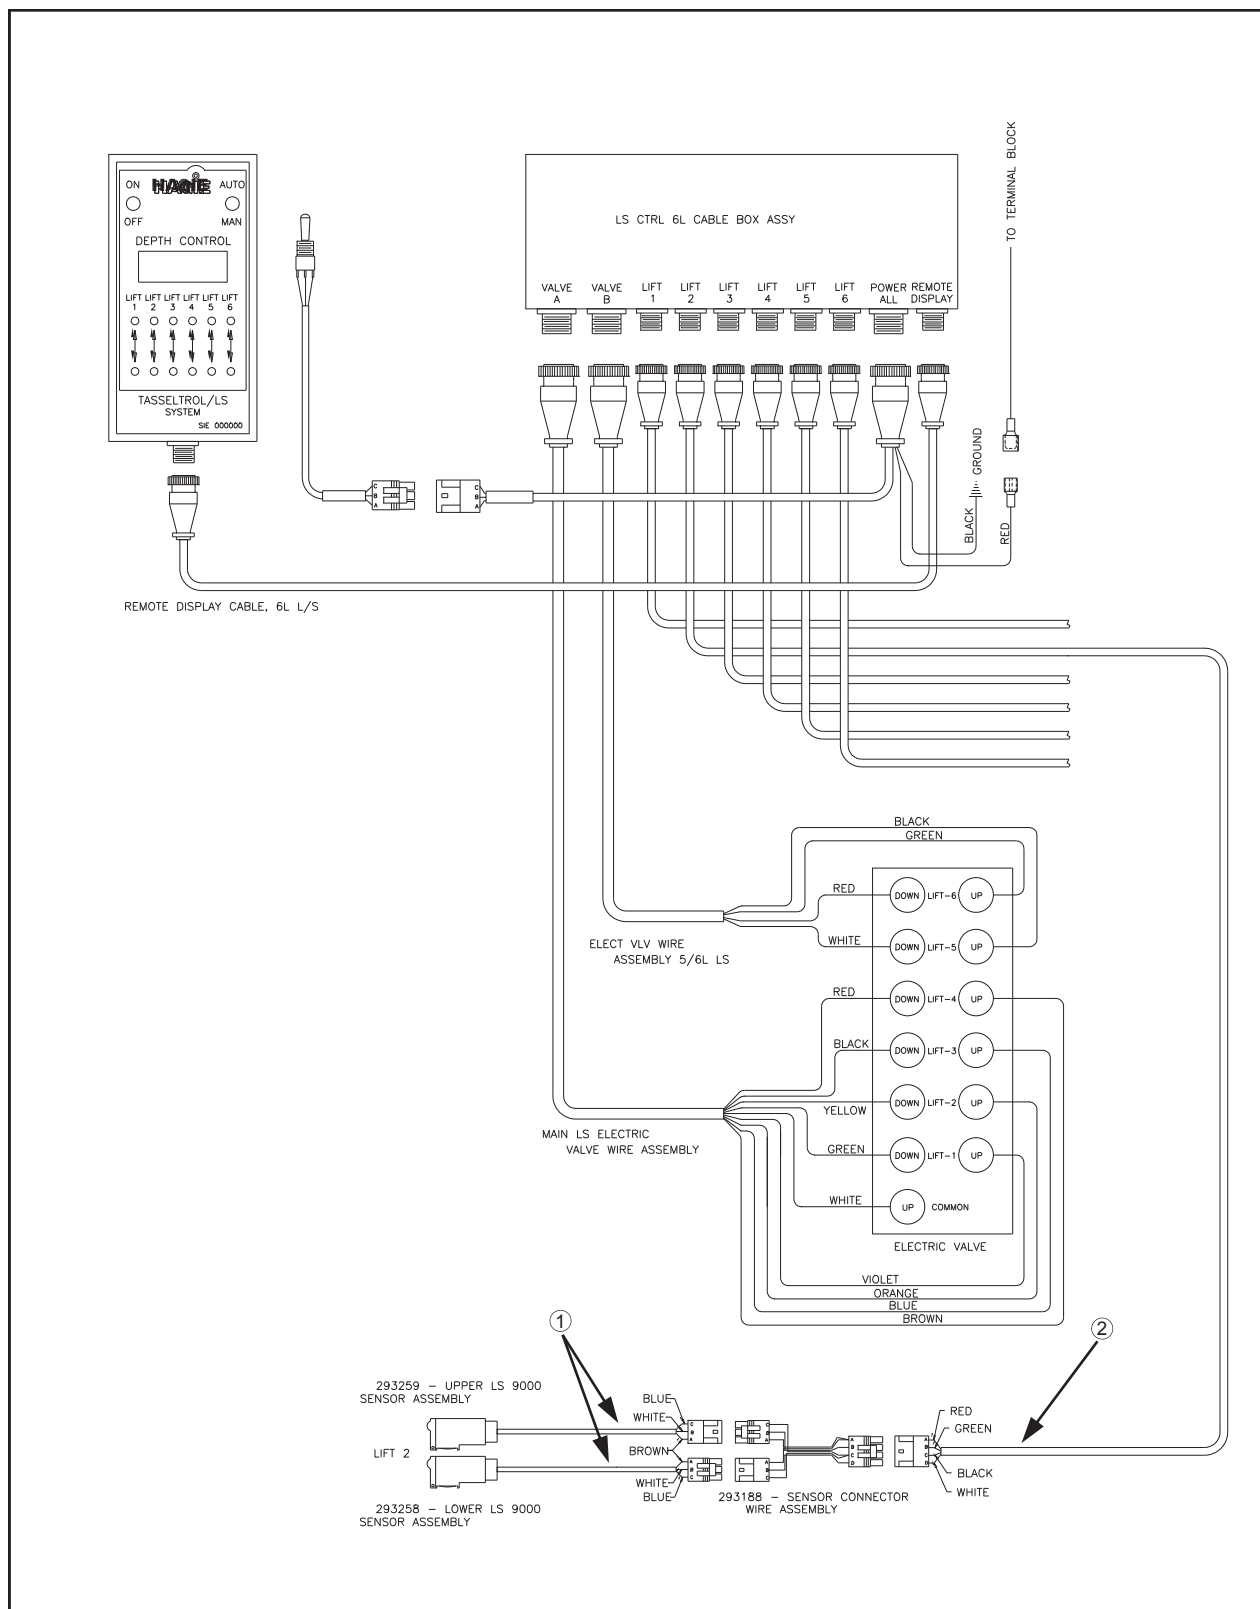 TO TERMINAL BLOCK
ON
HAGIE
AUTO
OFF
MAN
DEPTH CONTROL
LIFT LIFT LIFT LIFT LIFT LIFT
1 2 3 4 5 6
TASSELTROL/LS
SYSTEM
SIE 000000
LS CTRL 6L CABLE BOX ASSY
VALVE VALVE LIFT LIFT LIFT LIFT LIFT LIFT POWER REMOTE
A B 1 2 3 4 5 6 ALL DISPLAY
C
B
A
C
B
A
GROUND
BLACK
RED
REMOTE DISPLAY CABLE, 6L L/S
BLACK
GREEN
RED
DOWN LIFT-6 UP
WHITE
DOWN LIFT-5 UP
ELECT VLV WIRE
ASSEMBLY 5/6L LS
RED
DOWN LIFT-4 UP
BLACK
DOWN LIFT-3 UP
YELLOW
DOWN LIFT-2 UP
MAIN LS ELECTRIC
VALVE WIRE ASSEMBLY
GREEN
DOWN LIFT-1 UP
WHITE
UP COMMON
ELECTRIC VALVE
VIOLET
ORANGE
BLUE
BROWN
1
2
293259 - UPPER LS 9000
SENSOR ASSEMBLY
BLUE
WHITE
BROWN
WHITE
BLUE
LIFT 2
293258 - LOWER LS 9000
SENSOR ASSEMBLY
293188 - SENSOR CONNECTOR
WIRE ASSEMBLY
RED
GREEN
BLACK
WHITE